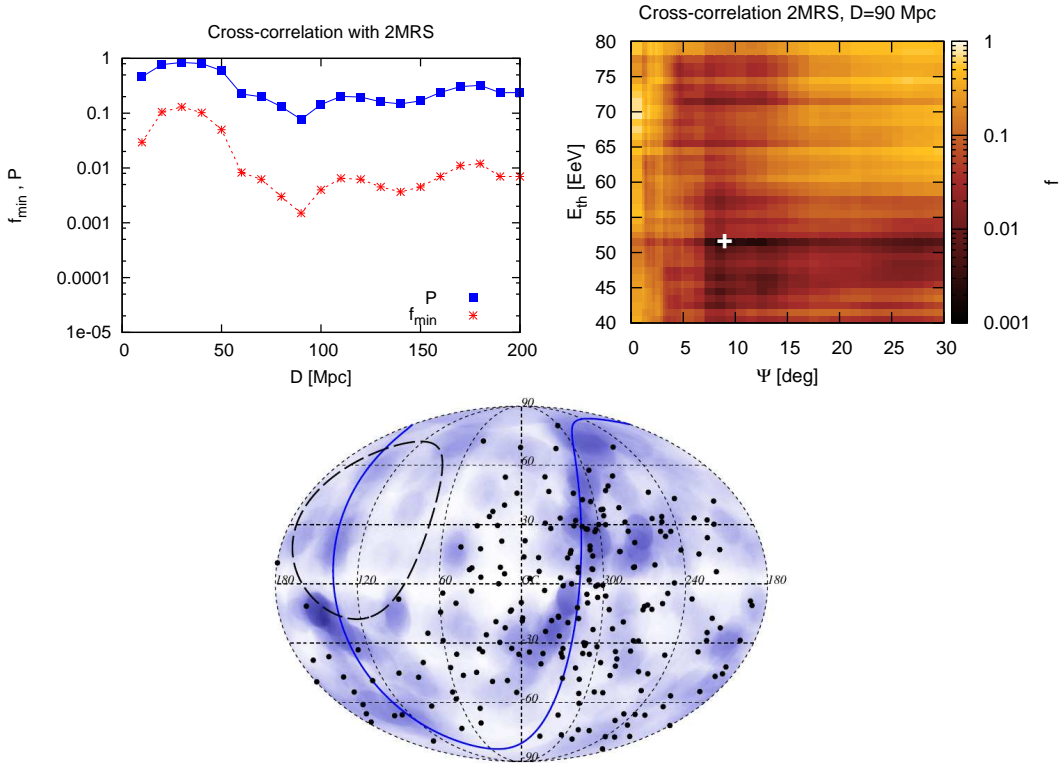 Cross-correlation with 2MRS
f_min , P
1
0.1
0.01
0.001
0.0001
1e-05
P
f_min
0 50 100 150 200
D [Mpc]
Cross-correlation 2MRS, D=90 Mpc
E_th [EeV]
80
75
70
65
60
55
50
45
40
0 5 10 15 20 25 30
Ψ [deg]
1
0.1
0.01
0.001
f
90
60
30
180 120 60 GC 300 240 180
-30
-60
-90